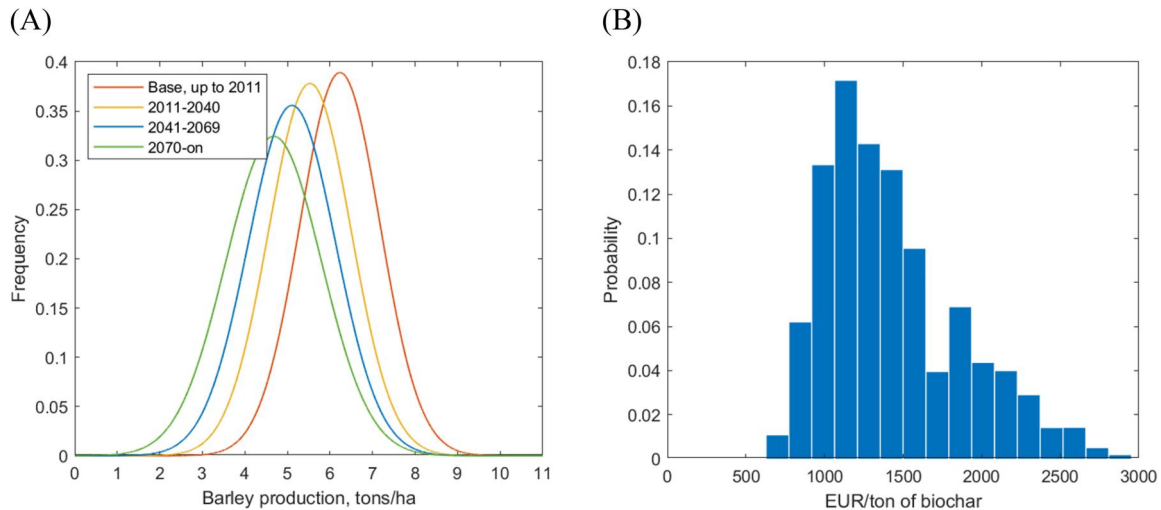 (A)
0.4
0.35
0.3
0.25
0.2
0.15
0.1
0.05
0
Frequency
Base, up to 2011
2011-2040
2041-2069
2070-on
0 1 2 3 4 5 6 7 8 9 10 11
Barley production, tons/ha
(B)
0.18
0.16
0.14
0.12
0.1
0.08
0.06
0.04
0.02
0
Probability
0 500 1000 1500 2000 2500 3000
EUR/ton of biochar